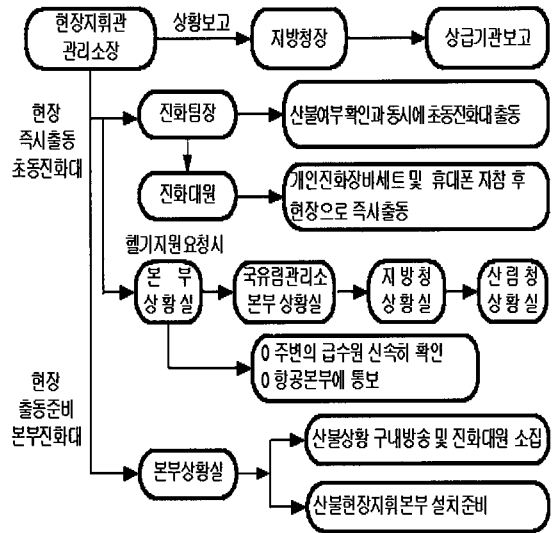 현장지휘관
관리소장
상황보고
지방청장
상급기관보고
현장
즉시출동
초동진화대
진화팀장
산불여부 확인과 동시에 초동진화대 출동
진화대원
개인진화장비세트 및 휴대폰 지참 후
현장으로 즉시출동
헬기지원 요청시
본 부
상황실
국유림관리소
본부 상황실
지방청
상황실
산림청
상황실
0 주변의 급수원 신속히 확인
0 항공본부에 통보
현장
출동준비
본부진화대
본부상황실
산불상황 구내방송 및 진화대원 소집
산불현장지휘본부 설치준비